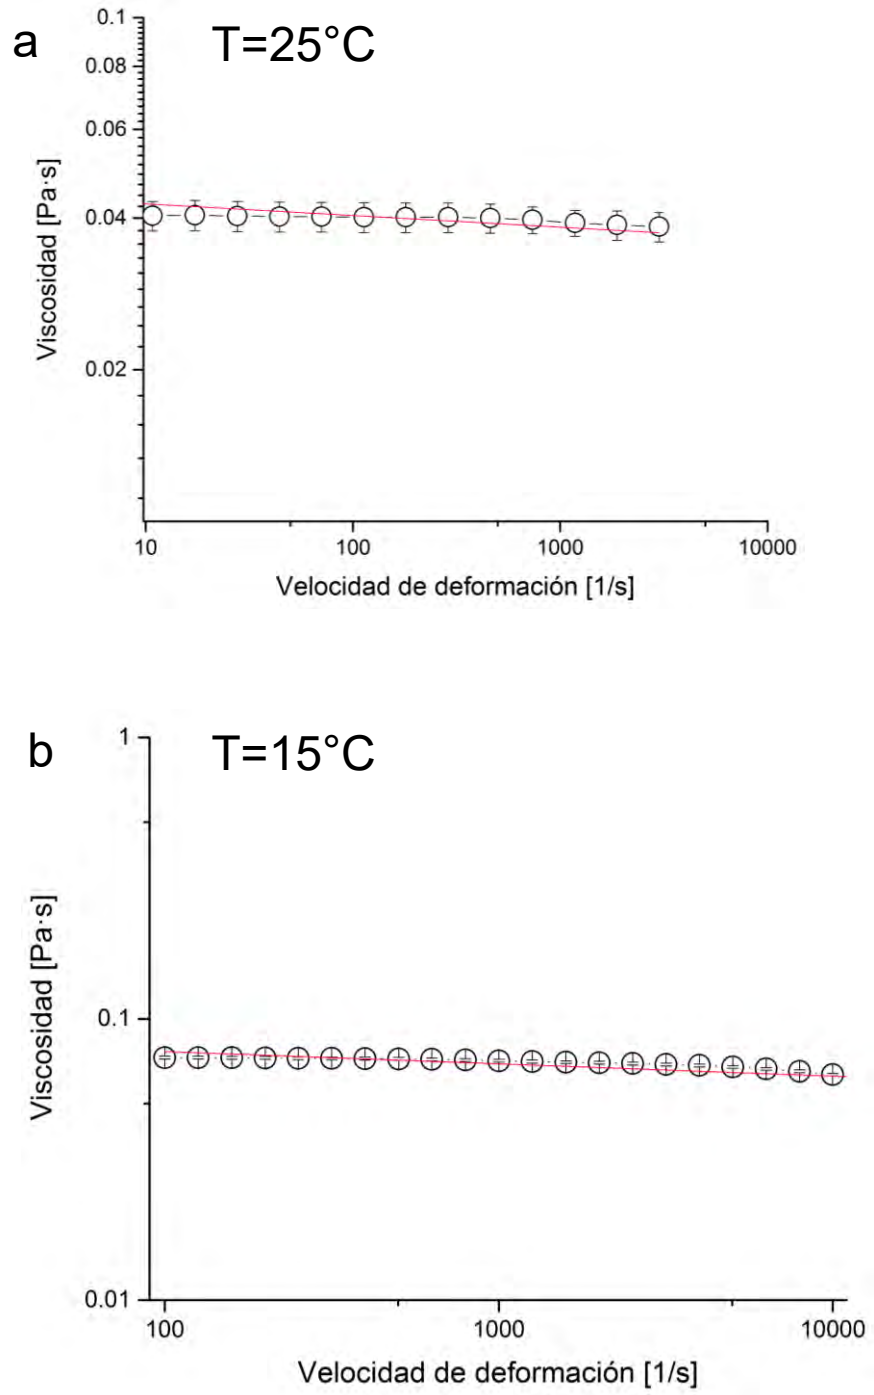 a
T=25°C
0.1
0.08
0.06
0.04
0.02
Viscosidad [Pa·s]
10 100 1000 10000
Velocidad de deformación [1/s]
b
T=15°C
1
0.1
0.01
Viscosidad [Pa·s]
100 1000 10000
Velocidad de deformación [1/s]